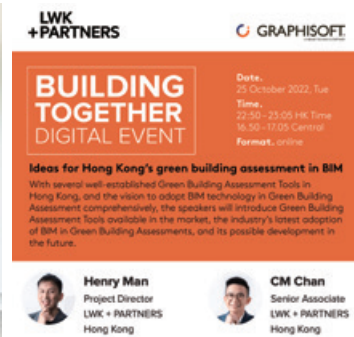 LWK
+PARTNERS
GRAPHISOFT
BUILDING
TOGETHER
DIGITAL EVENT
Date.
25 October 2022, Tue
Time.
22:50 - 23:05 HK Time
16.50 - 17.05 Central
Format. online
Ideas for Hong Kong's green building assessment in BIM
With several well-established Green Building Assessment Tools in
Hong Kong, and the vision to adopt BIM technology in Green Building
Assessment comprehensively, the speakers will introduce Green Building
Assessment Tools available in the market, the industry's latest adoption
of BIM in Green Building Assessments, and its possible development in
the future.
Henry Man
Project Director
LWK + PARTNERS
Hong Kong
CM Chan
Senior Associate
LWK + PARTNERS
Hong Kong